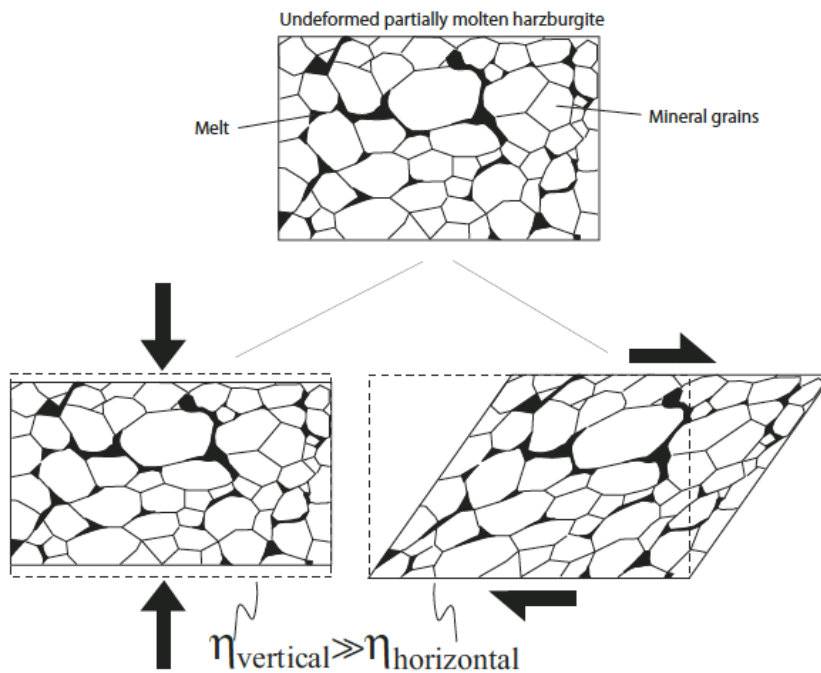 Undeformed partially molten harzburgite
Melt
Mineral grains
ηvertical≫ηhorizontal